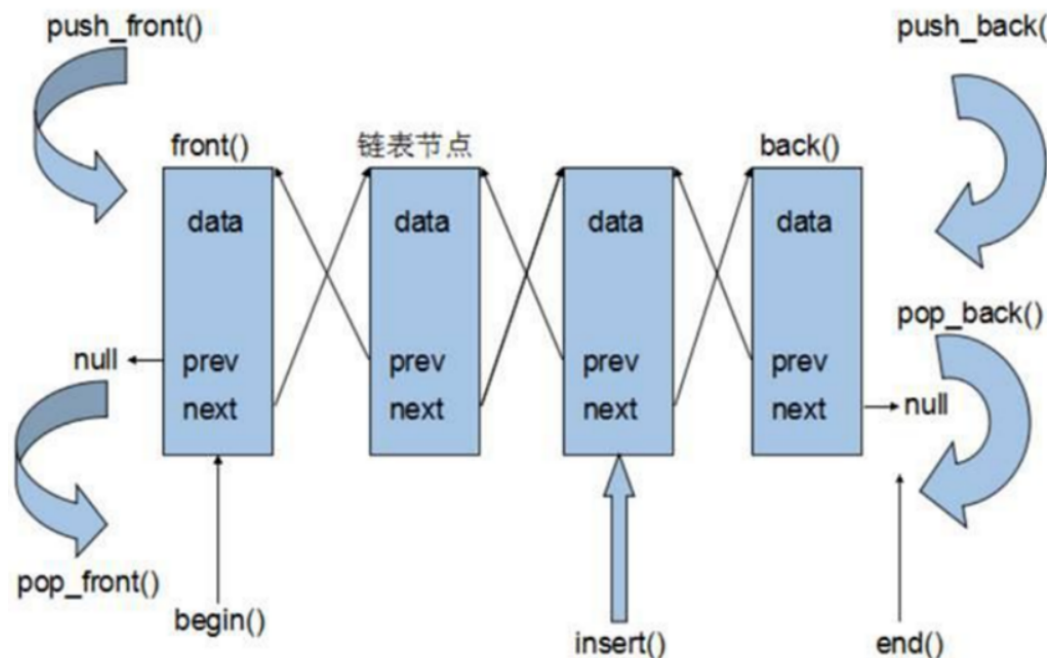 push_front()
push_back(
front()
链表节点
back()
data
data
data
data
pop_back()
null
prev
prev
prev
prev
next
next
next
next
null
pop_front()
begin()
insert()
end()